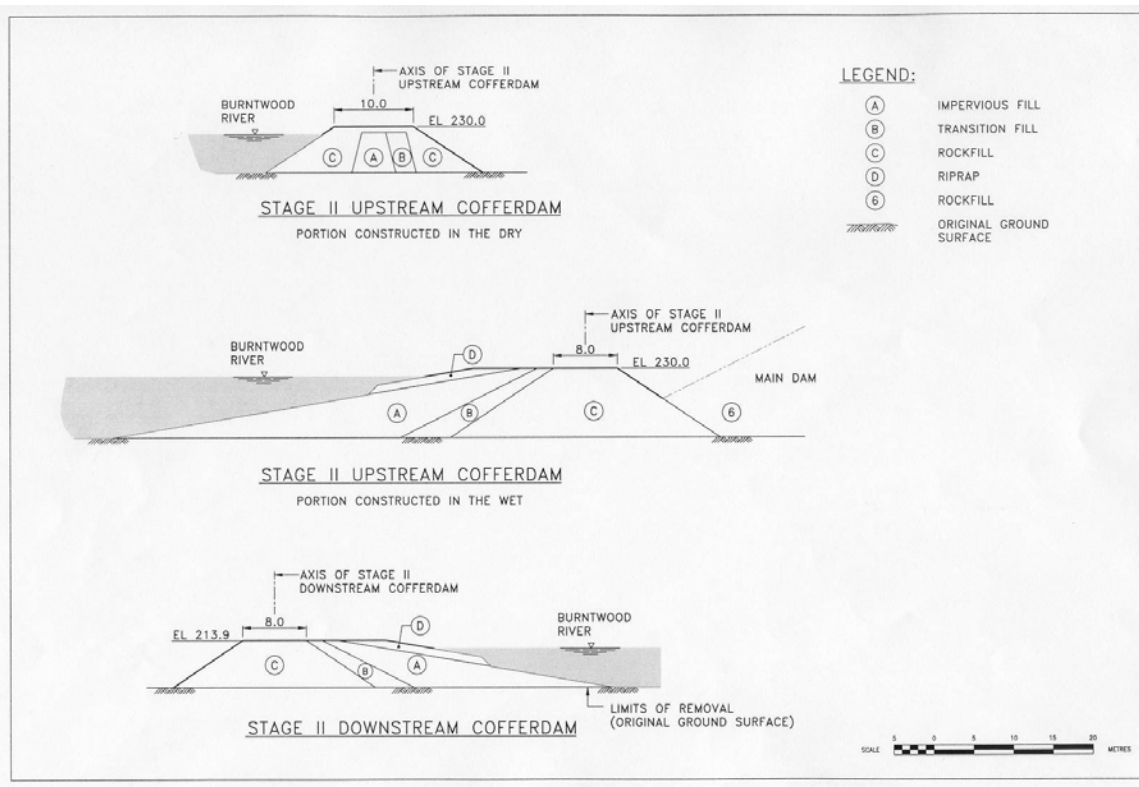 AXIS OF STAGE II
UPSTREAM COFFERDAM
BURNTWOOD
RIVER
10.0
EL 230.0
C
A
B
C
STAGE II UPSTREAM COFFERDAM
PORTION CONSTRUCTED IN THE DRY
LEGEND:
A IMPERVIOUS FILL
B TRANSITION FILL
C ROCKFILL
D RIPRAP
6 ROCKFILL
ORIGINAL GROUND
SURFACE
AXIS OF STAGE II
UPSTREAM COFFERDAM
BURNTWOOD
RIVER
D
8.0
EL 230.0
MAIN DAM
A
B
C
6
STAGE II UPSTREAM COFFERDAM
PORTION CONSTRUCTED IN THE WET
AXIS OF STAGE II
DOWNSTREAM COFFERDAM
EL 213.9
8.0
D
BURNTWOOD
RIVER
C
B
A
LIMITS OF REMOVAL
(ORIGINAL GROUND SURFACE)
STAGE II DOWNSTREAM COFFERDAM
SCALE
5 0 5 10 15 20
METRES